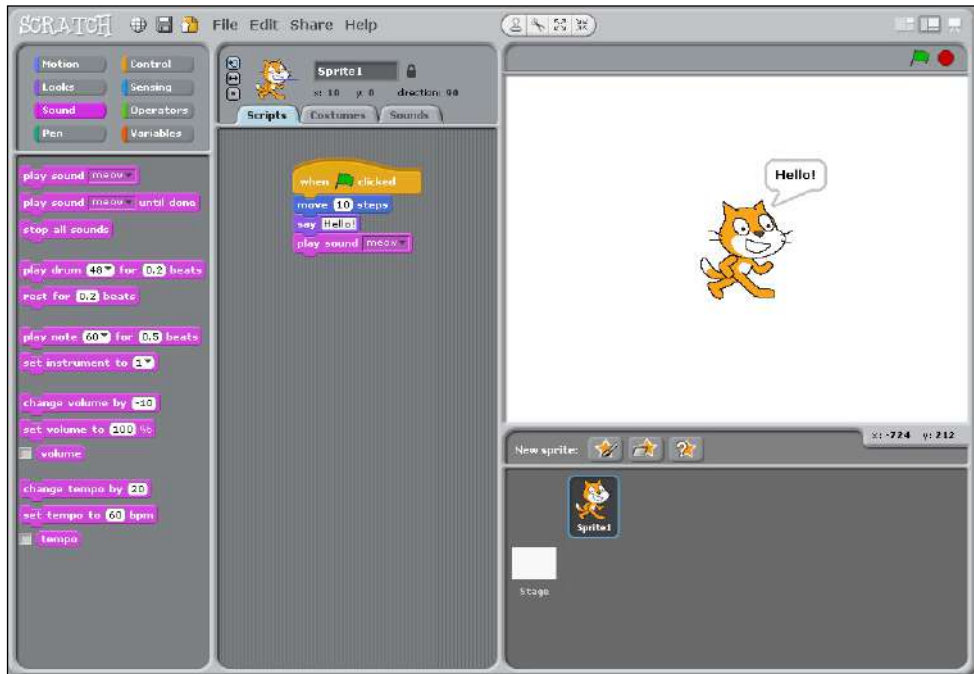 SCRATCH File Edit Share Help
Motion Control
Looks Sensing
Sound Operators
Pen Variables
play sound meow
play sound meow until done
stop all sounds
play drum 48 for 0.2 beats
rest for 0.2 beats
play note 60 for 0.5 beats
set instrument to 1
change volume by -10
set volume to 100 %
volume
change tempo by 20
set tempo to 60 bpm
tempo
Sprite1
x: 10 y: 0 direction: 90
Scripts Costumes Sounds
when clicked
move 10 steps
say Hello!
play sound meow
Hello!
x: -724 y: 212
New sprite:
Sprite1
Stage